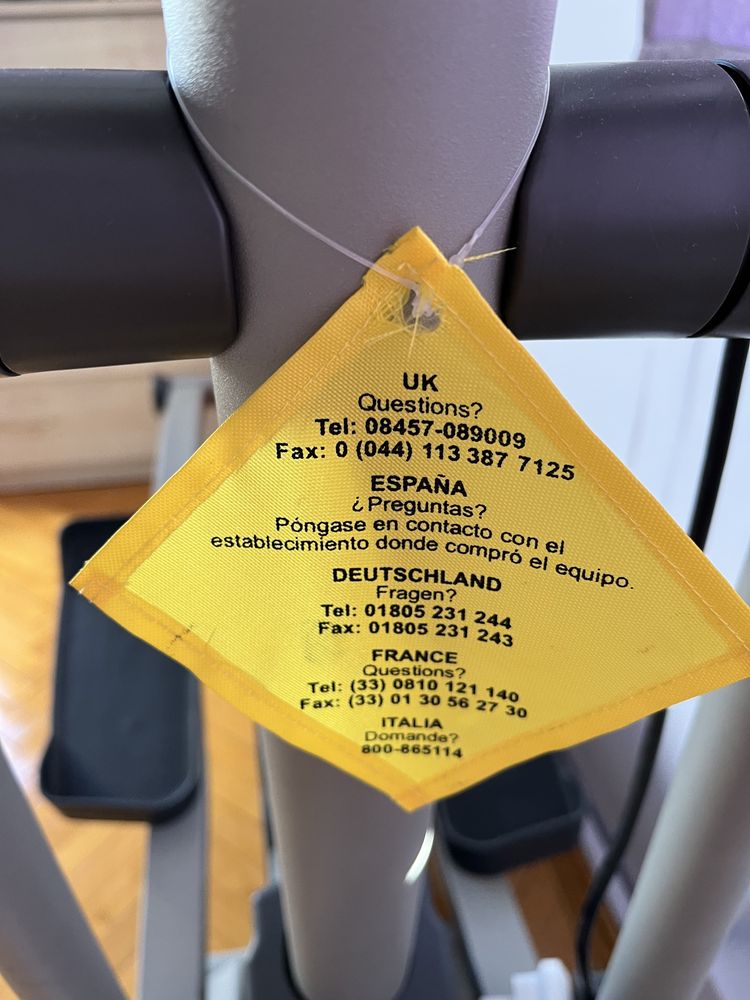 UK
Questions?
Tel: 08457-089009
Fax: 0 (044) 113 387 7125
ESPAÑA
¿Preguntas?
Póngase en contacto con el
establecimiento donde compró el equipo.
DEUTSCHLAND
Fragen?
Tel: 01805 231 244
Fax: 01805 231 243
FRANCE
Questions?
Tel: (33) 0810 121 140
Fax: (33) 01 30 56 27 30
ITALIA
Domande?
800-865114